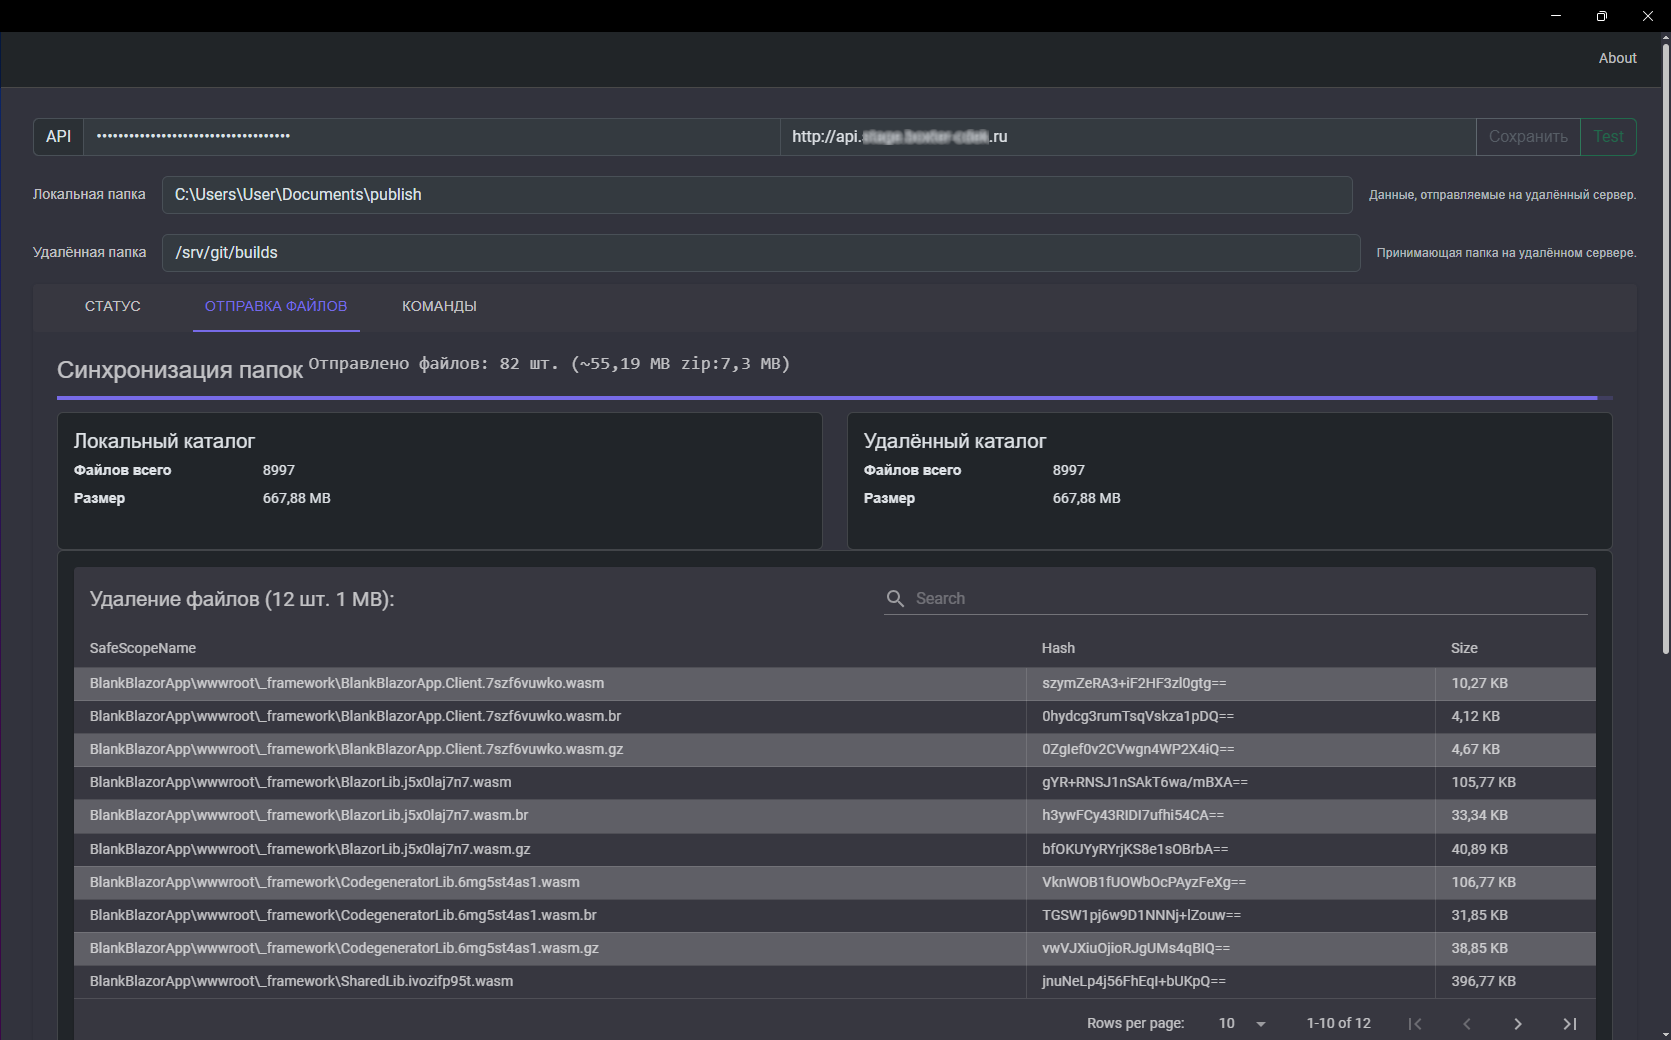 About
API •••••••••••••••••••••••••••••••••••• http://api. .ru Сохранить Test
Локальная папка C:\Users\User\Documents\publish Данные, отправляемые на удалённый сервер.
Удалённая папка /srv/git/builds Принимающая папка на удалённом сервере.
СТАТУС ОТПРАВКА ФАЙЛОВ КОМАНДЫ
Синхронизация папок Отправлено файлов: 82 шт. (~55,19 MB zip:7,3 MB)
Локальный каталог
Файлов всего 8997
Размер 667,88 MB
Удалённый каталог
Файлов всего 8997
Размер 667,88 MB
Удаление файлов (12 шт. 1 MB): Search
SafeScopeName Hash Size
BlankBlazorApp\wwwroot\_framework\BlankBlazorApp.Client.7szf6vuwko.wasm szymZeRA3+iF2HF3zl0gtg== 10,27 KB
BlankBlazorApp\wwwroot\_framework\BlankBlazorApp.Client.7szf6vuwko.wasm.br 0hydcg3rumTsqVskza1pDQ== 4,12 KB
BlankBlazorApp\wwwroot\_framework\BlankBlazorApp.Client.7szf6vuwko.wasm.gz 0Zglef0v2CVwgn4WP2X4iQ== 4,67 KB
BlankBlazorApp\wwwroot\_framework\BlazorLib.j5x0laj7n7.wasm gYR+RNSJ1nSAkT6wa/mBXA== 105,77 KB
BlankBlazorApp\wwwroot\_framework\BlazorLib.j5x0laj7n7.wasm.br h3ywFCy43RIDI7ufhi54CA== 33,34 KB
BlankBlazorApp\wwwroot\_framework\BlazorLib.j5x0laj7n7.wasm.gz bfOKUYyRYrjKS8e1sOBrbA== 40,89 KB
BlankBlazorApp\wwwroot\_framework\CodegeneratorLib.6mg5st4as1.wasm VknWOB1fUOWbOcPAyzFeXg== 106,77 KB
BlankBlazorApp\wwwroot\_framework\CodegeneratorLib.6mg5st4as1.wasm.br TGSW1pj6w9D1NNNj+lZouw== 31,85 KB
BlankBlazorApp\wwwroot\_framework\CodegeneratorLib.6mg5st4as1.wasm.gz vwVJXiuOjioRJgUMs4qBIQ== 38,85 KB
BlankBlazorApp\wwwroot\_framework\SharedLib.ivozifp95t.wasm jnuNeLp4j56FhEqI+bUKpQ== 396,77 KB
Rows per page: 10 1-10 of 12